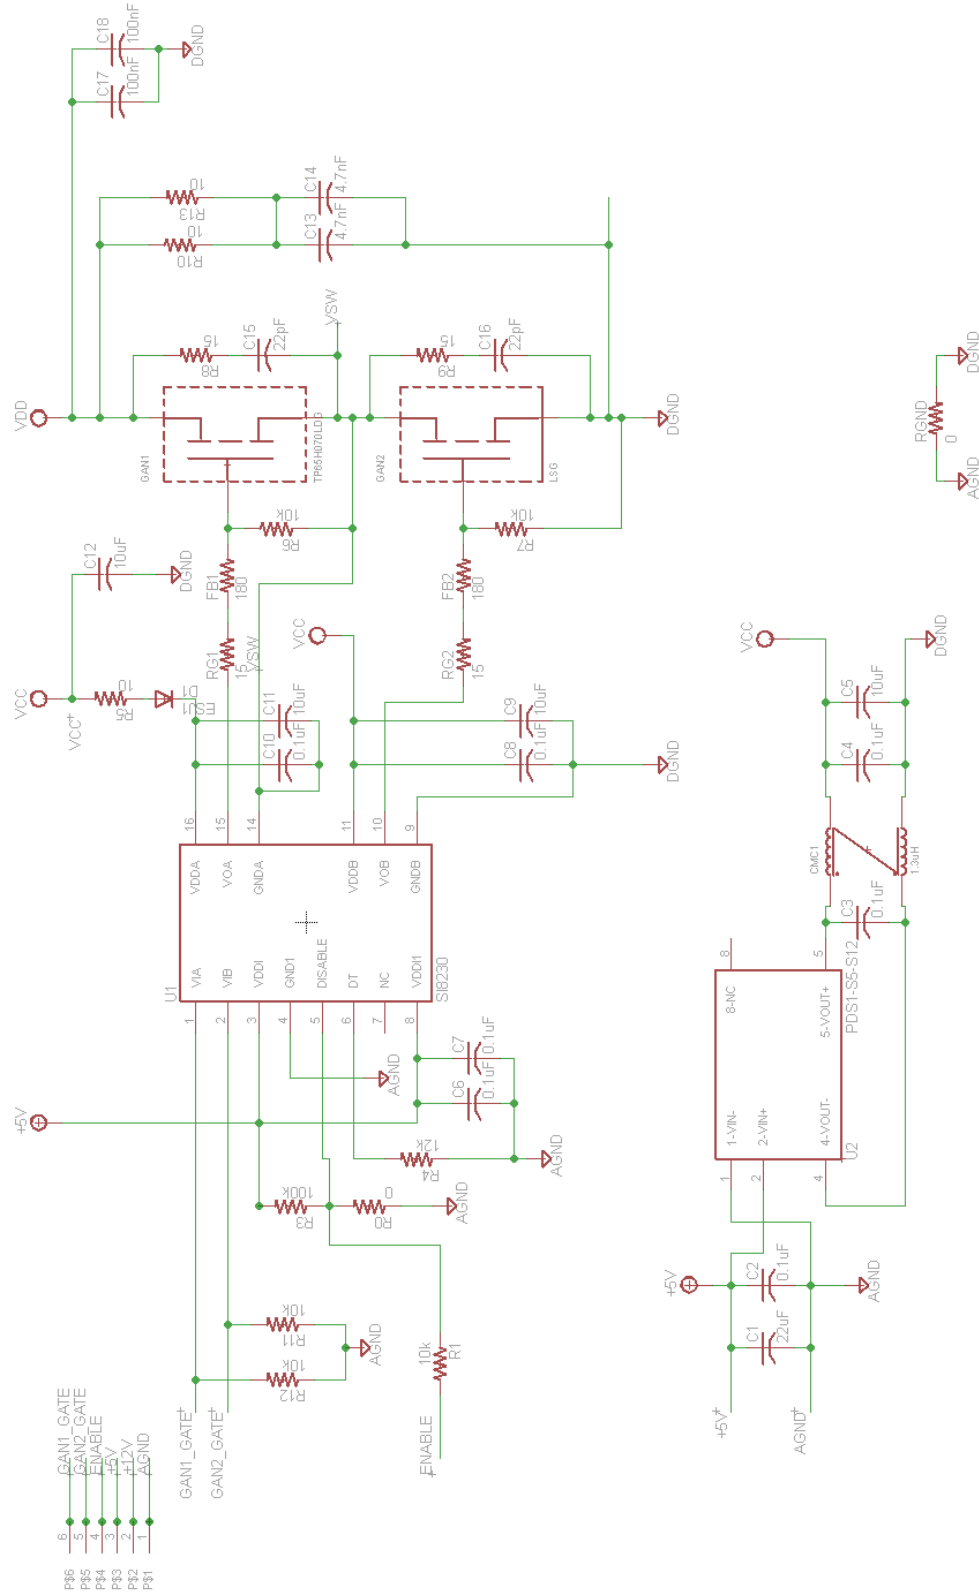 C18
100nF
C17
100nF
DGND
C14
4.7nF
C13
4.7nF
10
R13
10
R10
VDD
15
R8
C15
22pF
VSW
15
R9
C16
22pF
GAN1
TP65H070LDG
GAN2
LSG
DGND
10k
R6
10k
R7
C12
10uF
DGND
FB1
180
FB2
180
RG1
15
VSW
RG2
15
VCC
VCC
VCC
10
R5
D1
ES1J
C11
10uF
C10
0.1uF
C9
10uF
C8
0.1uF
DGND
16
15
14
11
10
9
VDDA
VOA
GNDA
VDDB
VOB
GNDB
U1
SI8230
VIA
VIB
VDDI
GND1
DISABLE
DT
NC
VDDI1
1
2
3
4
5
6
7
8
+5V
AGND
C7
0.1uF
C6
0.1uF
12k
R4
AGND
100k
R3
0
R0
AGND
10k
R11
10k
R12
AGND
10k
R1
GAN1_GATE
GAN2_GATE
ENABLE
GAN1_GATE
GAN2_GATE
ENABLE
+5V
+12V
AGND
6
5
4
3
2
1
P$6
P$5
P$4
P$3
P$2
P$1
RGND
0
DGND
AGND
VCC
DGND
C5
10uF
C4
0.1uF
CMC1
1.3uH
C3
0.1uF
8
5
8-NC
5-VOUT+
PDS1-S5-S12
1-VIN-
2-VIN+
4-VOUT-
U2
1
2
4
+5V
C2
0.1uF
C1
22uF
AGND
+5V
AGND